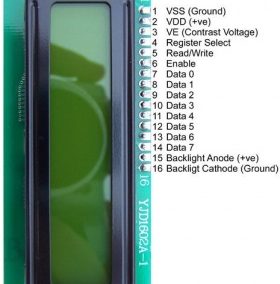 1 VSS (Ground)
2 VDD (+ve)
3 VE (Contrast Voltage)
4 Register Select
5 Read/Write
6 Enable
7 Data 0
8 Data 1
9 Data 2
10 Data 3
11 Data 4
12 Data 5
13 Data 6
14 Data 7
15 Backlight Anode (+ve)
16 Backligt Cathode (Ground)
16 YJD1602A-1